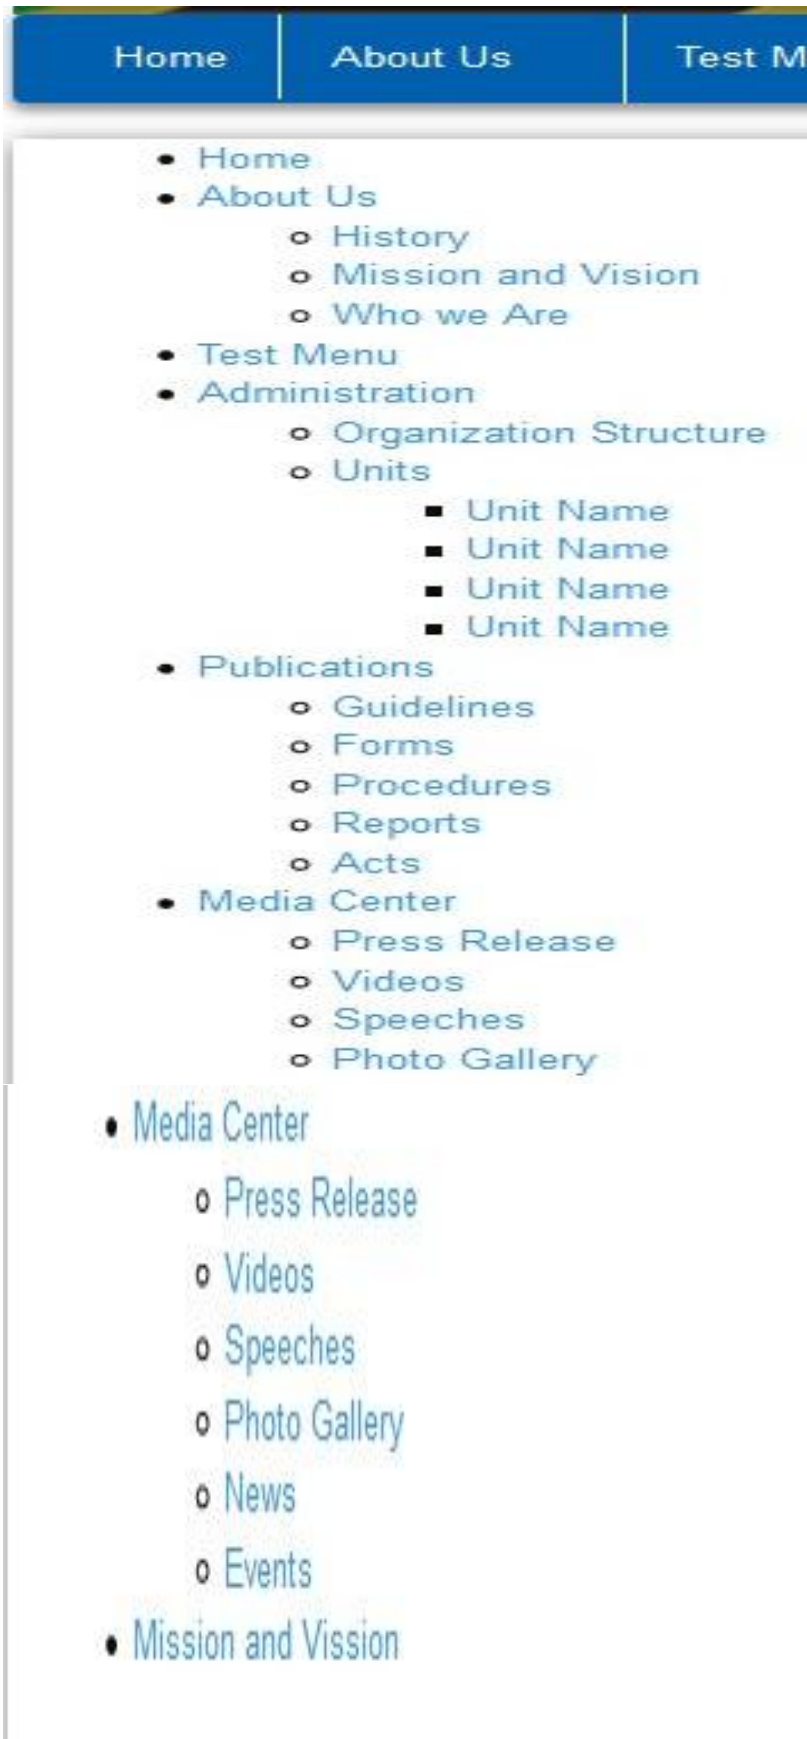 Home About Us Test M
Home
About Us
History
Mission and Vision
Who we Are
Test Menu
Administration
Organization Structure
Units
Unit Name
Unit Name
Unit Name
Unit Name
Publications
Guidelines
Forms
Procedures
Reports
Acts
Media Center
Press Release
Videos
Speeches
Photo Gallery
Media Center
Press Release
Videos
Speeches
Photo Gallery
News
Events
Mission and Vission